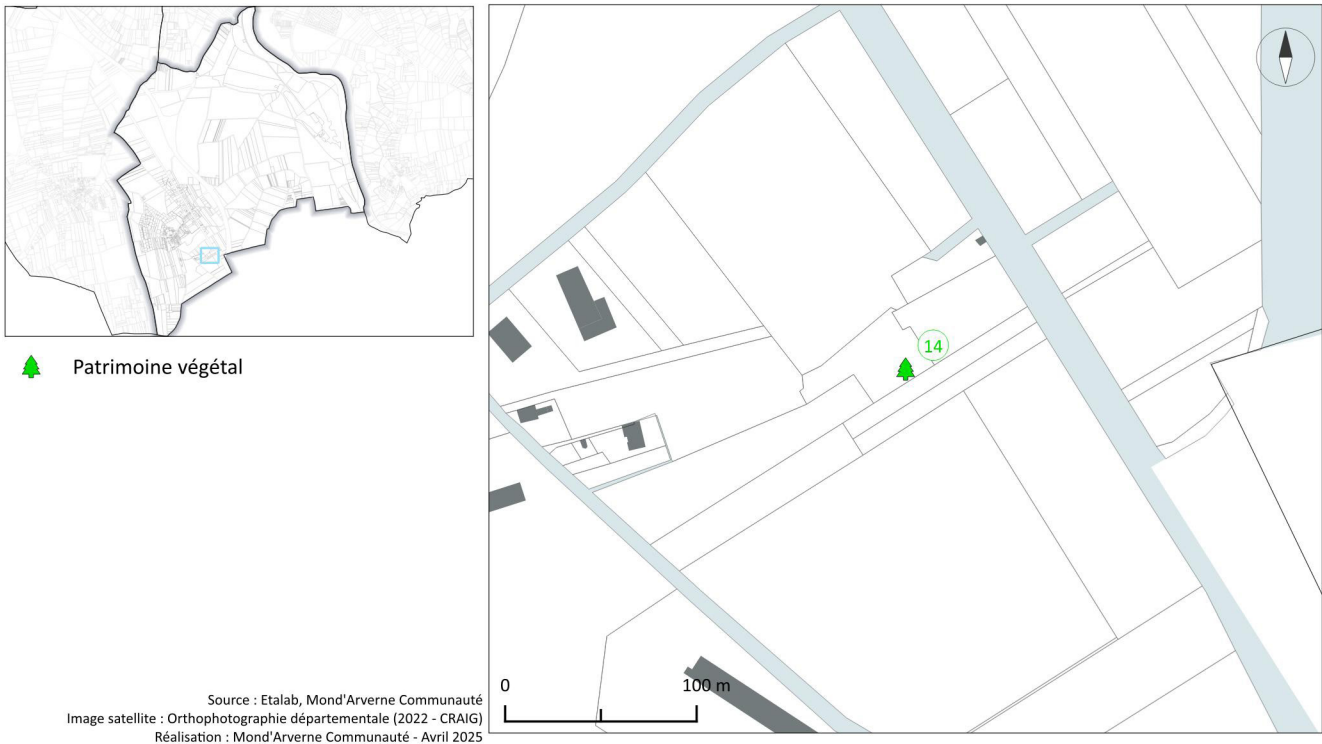 Patrimoine végétal
14
0 100 m
Source : Etalab, Mond'Arverne Communauté
Image satellite : Orthophotographie départementale (2022 - CRAIG)
Réalisation : Mond'Arverne Communauté - Avril 2025